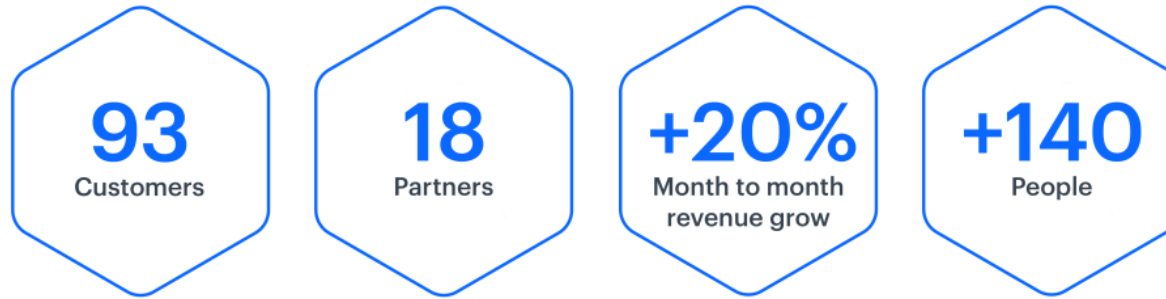 93
Customers
18
Partners
+20%
Month to month
revenue grow
+140
People